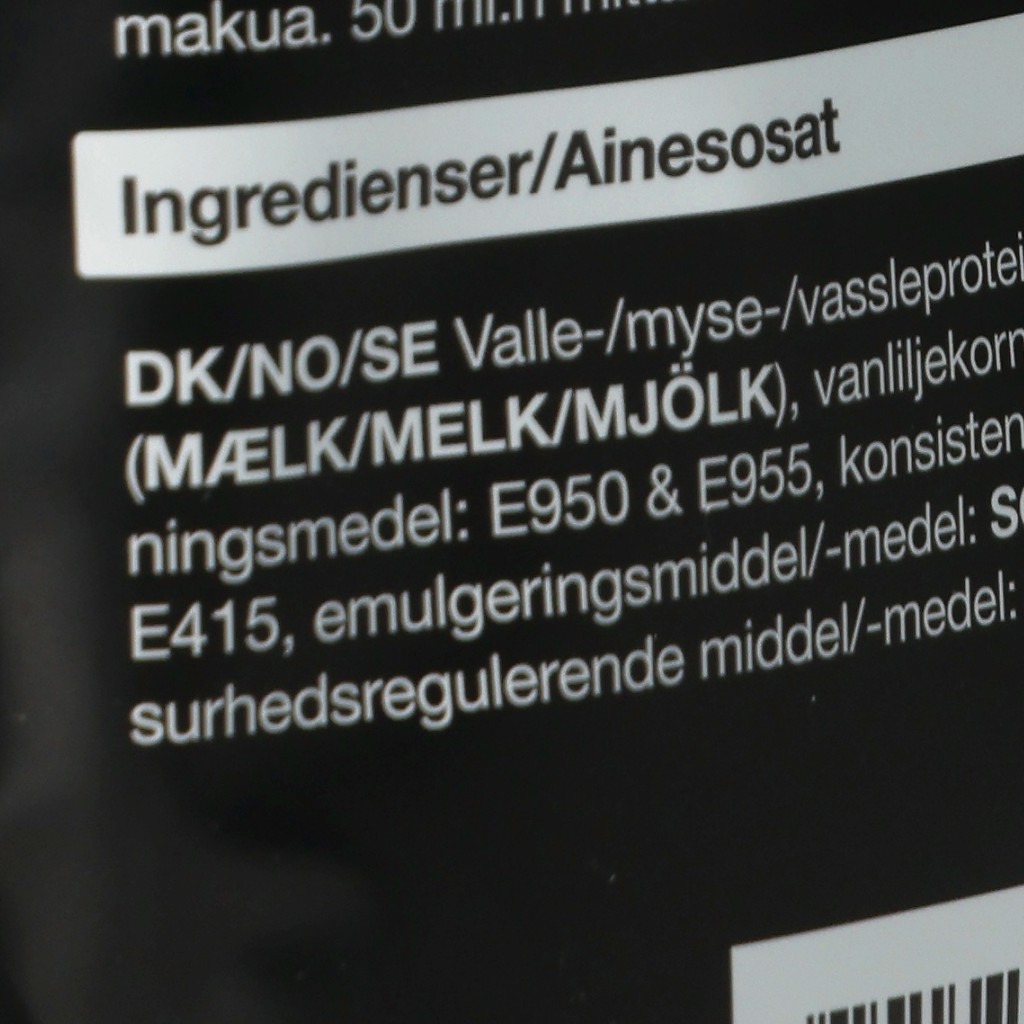 makua. 50 ml:n
Ingredienser/Ainesosat
DK/NO/SE Valle-/myse-/vassleprotei
(MÆLK/MELK/MJÖLK), vanliljekorn
ningsmedel: E950 & E955, konsisten
E415, emulgeringsmiddel/-medel:
surhedsregulerende middel/-medel: